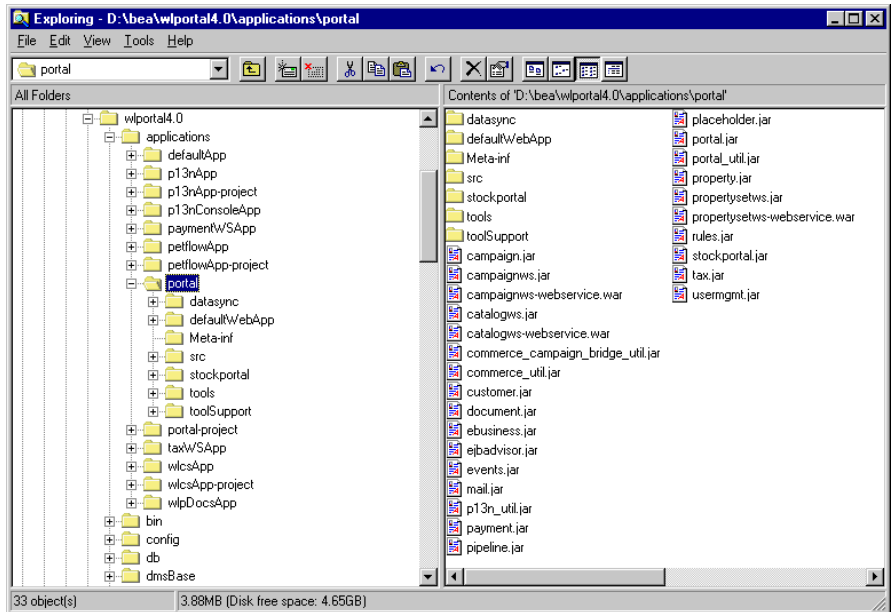 Exploring - D:\bea\wlportal4.0\applications\portal
File Edit View Tools Help
portal
All Folders
Contents of 'D:\bea\wlportal4.0\applications\portal'
wlportal4.0
applications
defaultApp
p13nApp
p13nApp-project
p13nConsoleApp
paymentWSApp
petflowApp
petflowApp-project
portal
datasync
defaultWebApp
Meta-inf
src
stockportal
tools
toolSupport
portal-project
taxWSApp
wlcsApp
wlcsApp-project
wlpDocsApp
bin
config
db
dmsBase
datasync
defaultWebApp
Meta-inf
src
stockportal
tools
toolSupport
campaign.jar
campaignws.jar
campaignws-webservice.war
catalogws.jar
catalogws-webservice.war
commerce_campaign_bridge_util.jar
commerce_util.jar
customer.jar
document.jar
ebusiness.jar
ejbadvisor.jar
events.jar
mail.jar
p13n_util.jar
payment.jar
pipeline.jar
placeholder.jar
portal.jar
portal_util.jar
property.jar
propertysetws.jar
propertysetws-webservice.war
rules.jar
stockportal.jar
tax.jar
usermgmt.jar
33 object(s)
3.88MB (Disk free space: 4.65GB)